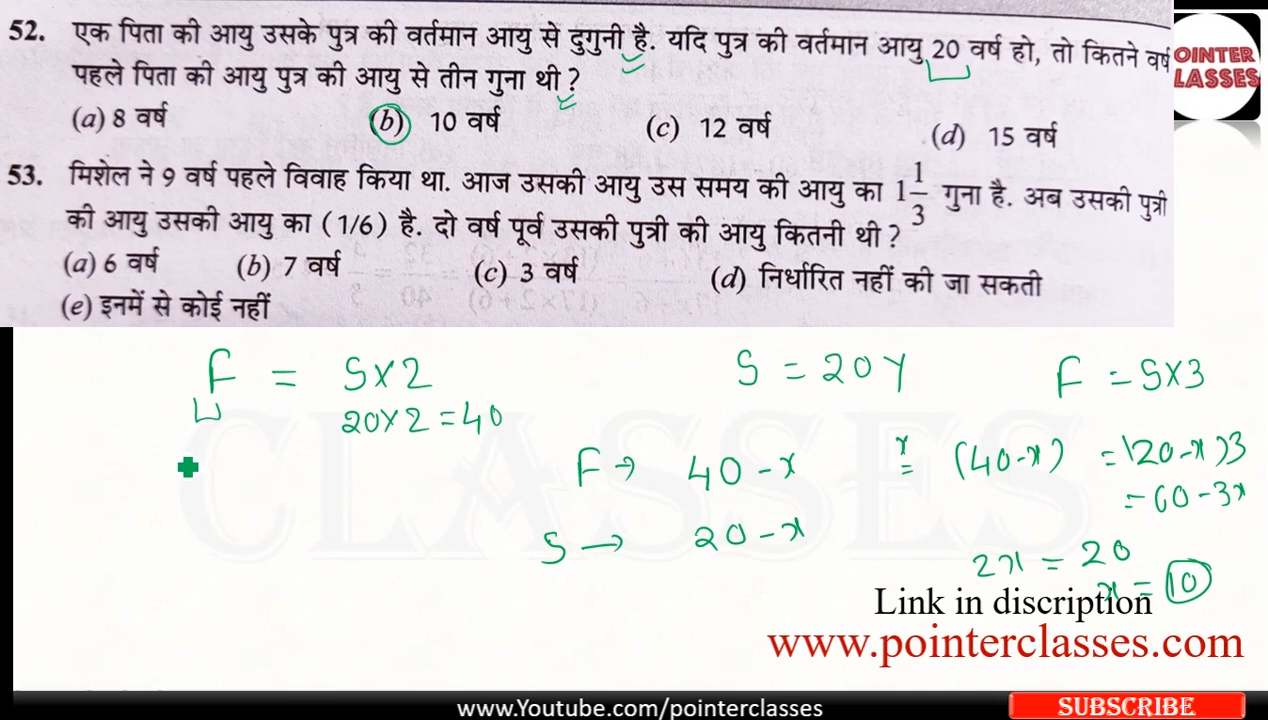 52. एक पिता की आयु उसके पुत्र की वर्तमान आयु से दुगुनी है. यदि पुत्र की वर्तमान आयु 20 वर्ष हो, तो कितने वर्ष
पहले पिता की आयु पुत्र की आयु से तीन गुना थी?
(a) 8 वर्ष (b) 10 वर्ष (c) 12 वर्ष (d) 15 वर्ष
POINTER
CLASSES
53. मिशेल ने 9 वर्ष पहले विवाह किया था. आज उसकी आयु उस समय की आयु का 1 1/3 गुना है. अब उसकी पुत्री
की आयु उसकी आयु का (1/6) है. दो वर्ष पूर्व उसकी पुत्री की आयु कितनी थी?
(a) 6 वर्ष (b) 7 वर्ष (c) 3 वर्ष (d) निर्धारित नहीं की जा सकती
(e) इनमें से कोई नहीं
F = S×2 S = 20Y F = S×3
20×2 = 40
CLASSES
F → 40-x x = (40-x) = (20-x)3
= 60-3x
S → 20-x
2x = 20
x = 10
Link in discription
www.pointerclasses.com
www.Youtube.com/pointerclasses
SUBSCRIBE